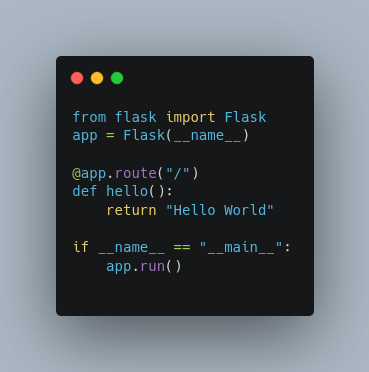 from flask import Flask
app = Flask(__name__)

@app.route("/")
def hello():
    return "Hello World"

if __name__ == "__main__":
    app.run()